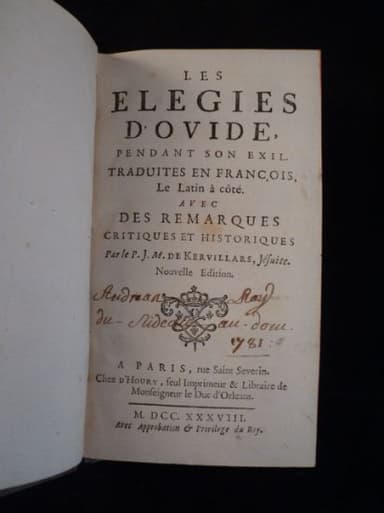 LES
ELEGIES
D'OVIDE,
PENDANT SON EXIL.
TRADUITES EN FRANÇOIS,
Le Latin à côté.
AVEC
DES REMARQUES
CRITIQUES ET HISTORIQUES
Par le P. J. M. DE KERVILLARS, Jésuite.
Nouvelle Edition.
du
1781
A PARIS, rue Saint Severin.
Chez D'HOURY, seul Imprimeur & Libraire de
Monseigneur le Duc d'Orleans.
M. DCC. XXXVIII.
Avec Approbation & Privilege du Roy.